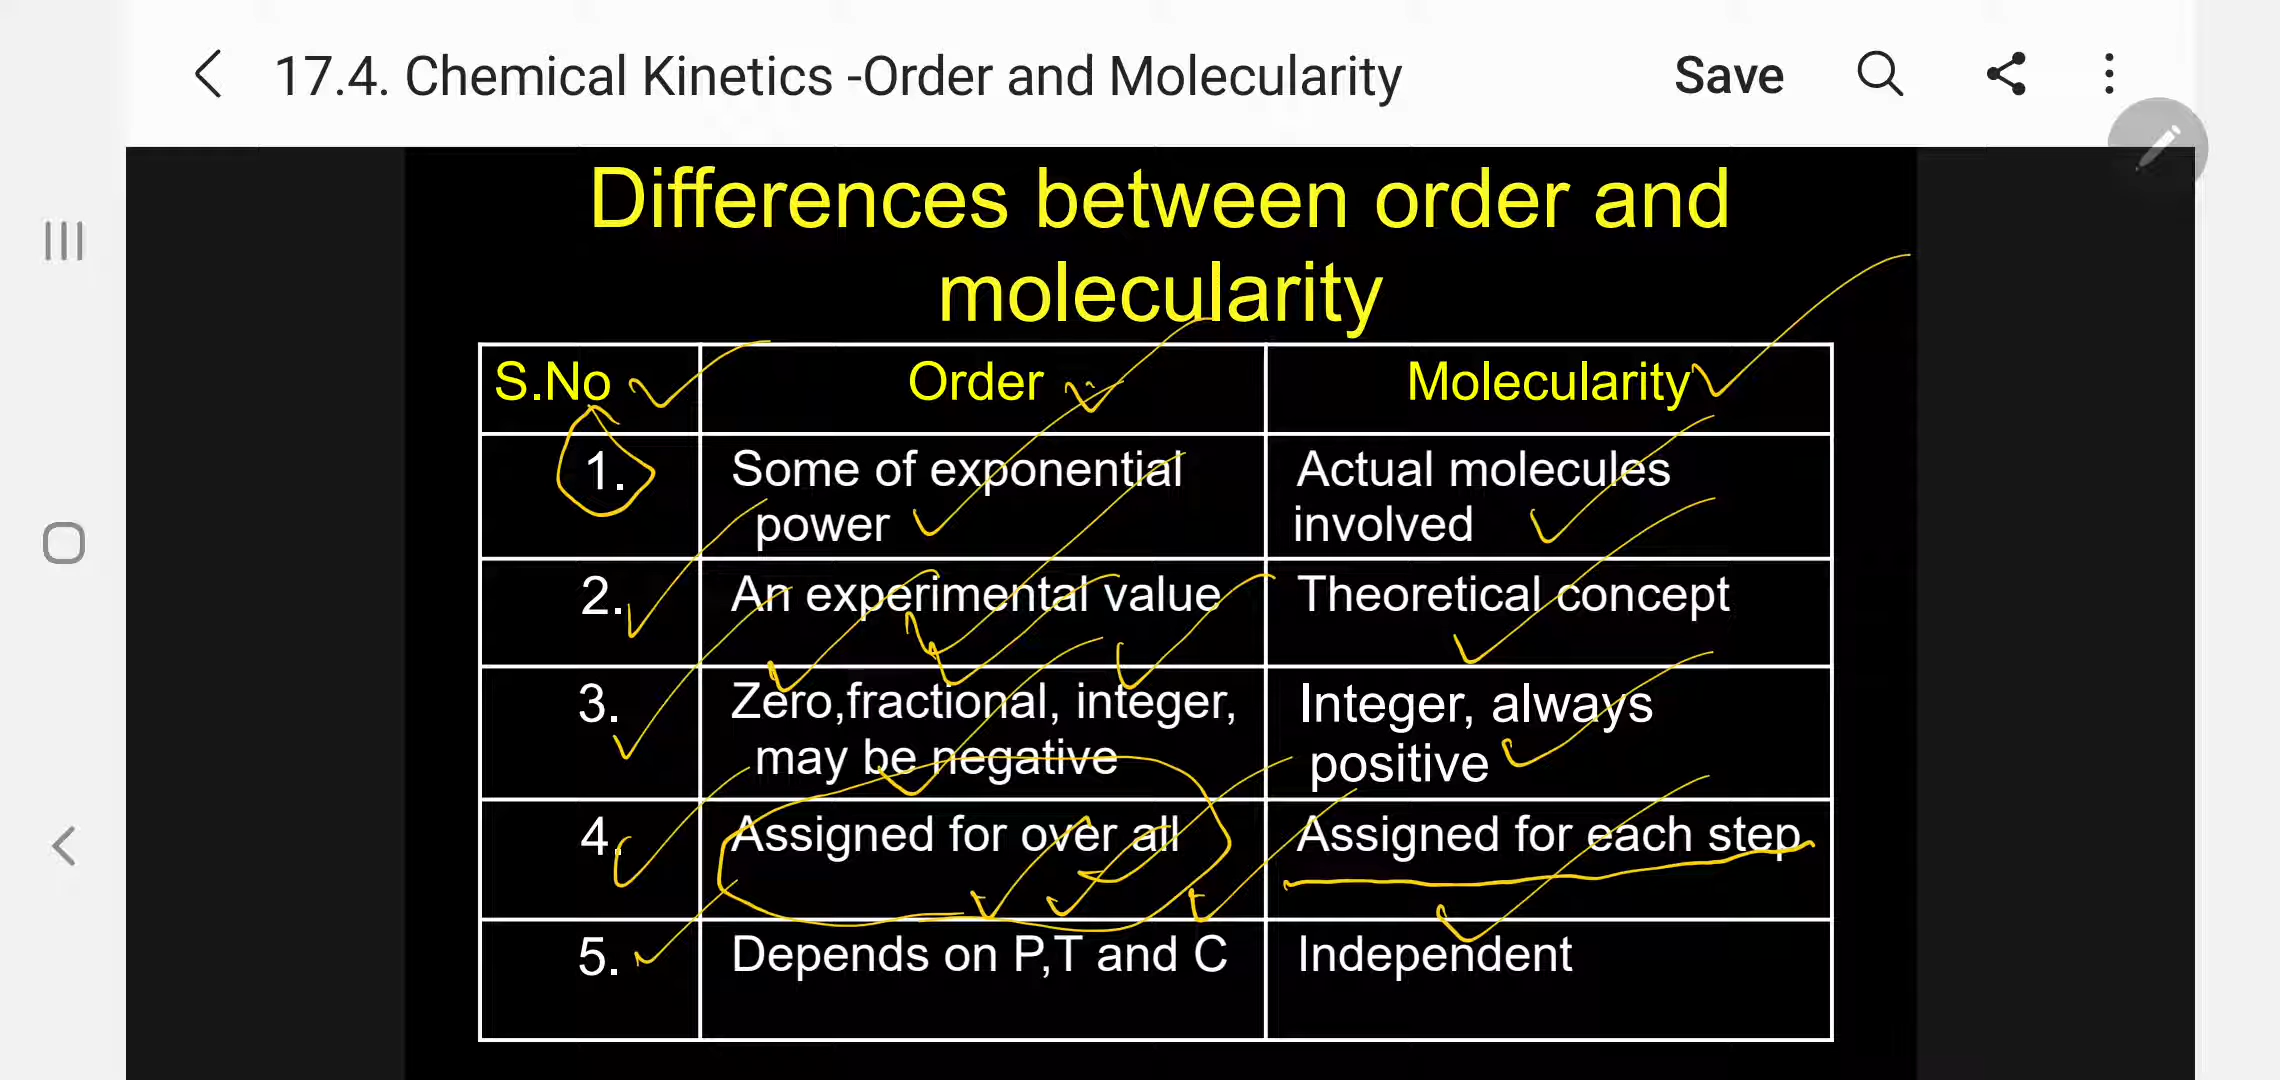 17.4. Chemical Kinetics -Order and Molecularity Save
Differences between order and
molecularity
S.No Order Molecularity
1. Some of exponential Actual molecules
power involved
2. An experimental value Theoretical concept
3. Zero,fractional, integer, Integer, always
may be negative positive
4. Assigned for over all Assigned for each step
5. Depends on P,T and C Independent